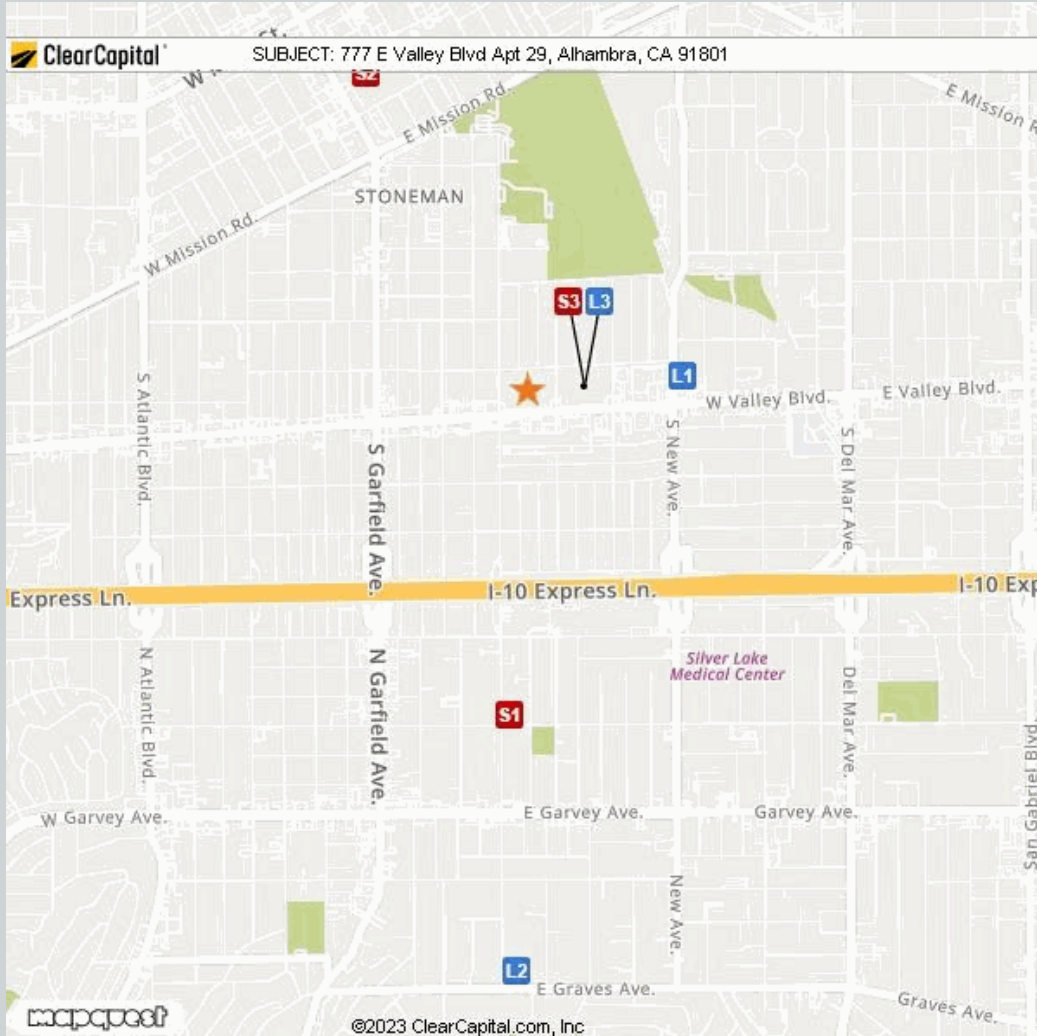 ClearCapital
SUBJECT: 777 E Valley Blvd Apt 29, Alhambra, CA 91801
S2
E Mission Rd.
STONEMAN
W Mission Rd.
S3
L3
L1
W Valley Blvd.
E Valley Blvd.
S Atlantic Blvd.
S Garfield Ave.
S New Ave.
S Del Mar Ave.
Express Ln.
I-10 Express Ln.
I-10 Exp
N Atlantic Blvd.
N Garfield Ave.
Silver Lake
Medical Center
Del Mar Ave.
S1
San Gabriel Blvd.
W Garvey Ave.
E Garvey Ave.
Garvey Ave.
New Ave.
L2
E Graves Ave.
Graves Ave.
mapquest
©2023 ClearCapital.com, Inc